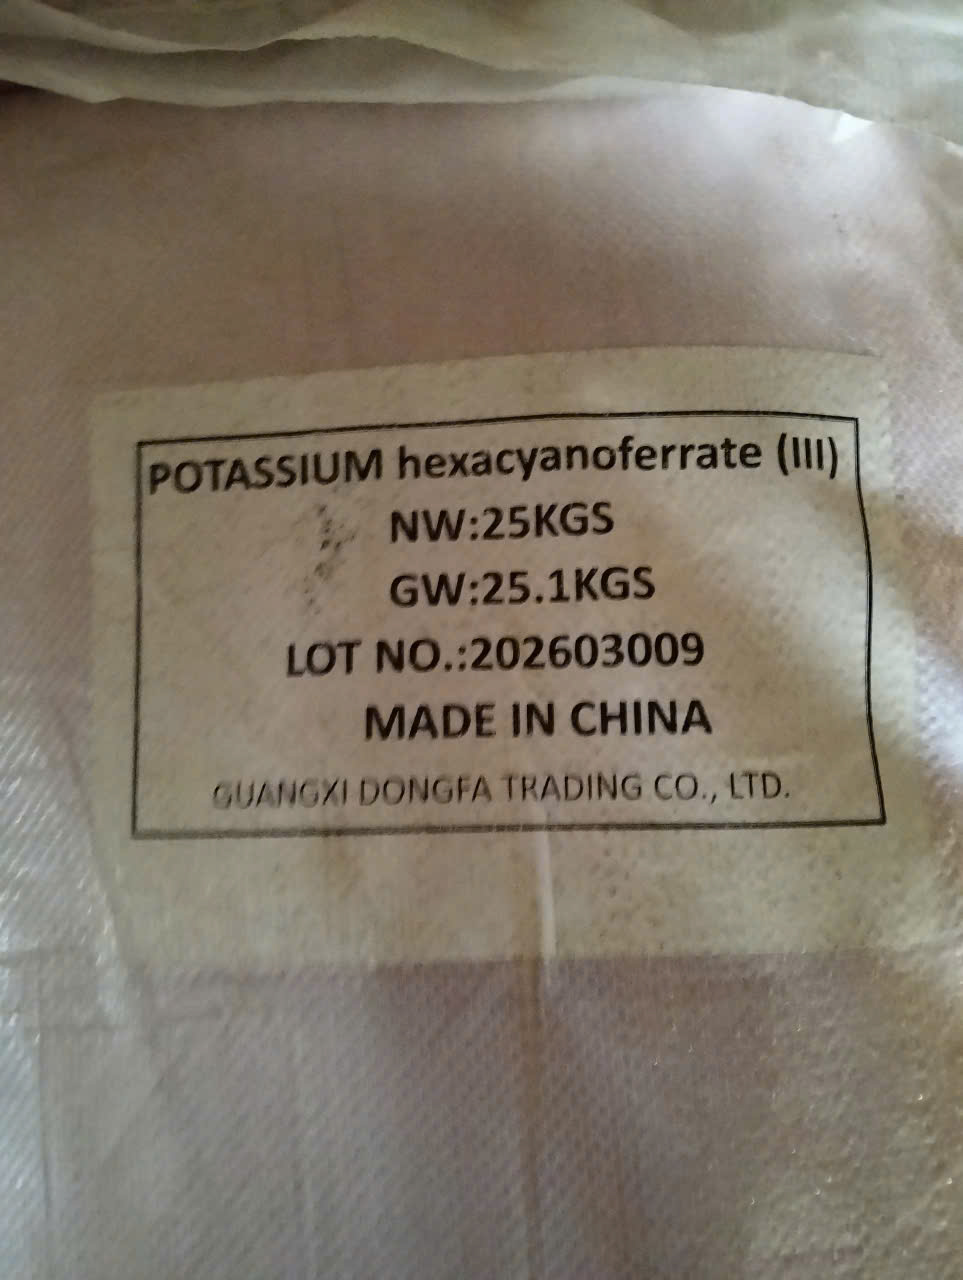 POTASSIUM hexacyanoferrate (III)
NW:25KGS
GW:25.1KGS
LOT NO.:202603009
MADE IN CHINA
GUANGXI DONGFA TRADING CO., LTD.